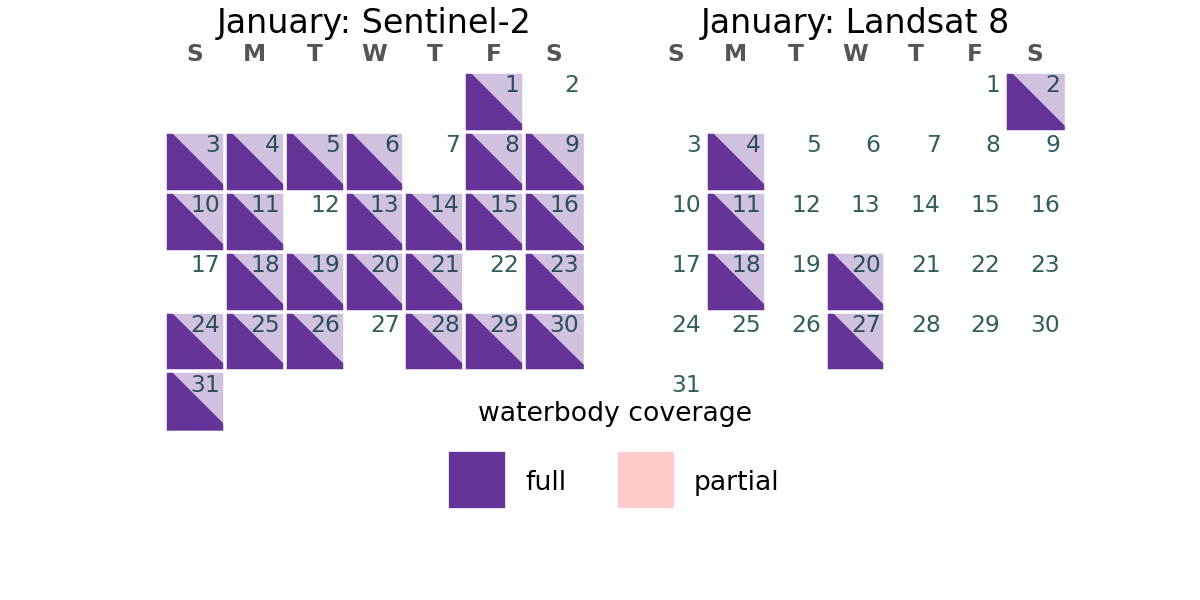 January: Sentinel-2
S M T W T F S
1 2
3 4 5 6 7 8 9
10 11 12 13 14 15 16
17 18 19 20 21 22 23
24 25 26 27 28 29 30
31
January: Landsat 8
S M T W T F S
1 2
3 4 5 6 7 8 9
10 11 12 13 14 15 16
17 18 19 20 21 22 23
24 25 26 27 28 29 30
31
waterbody coverage
full partial